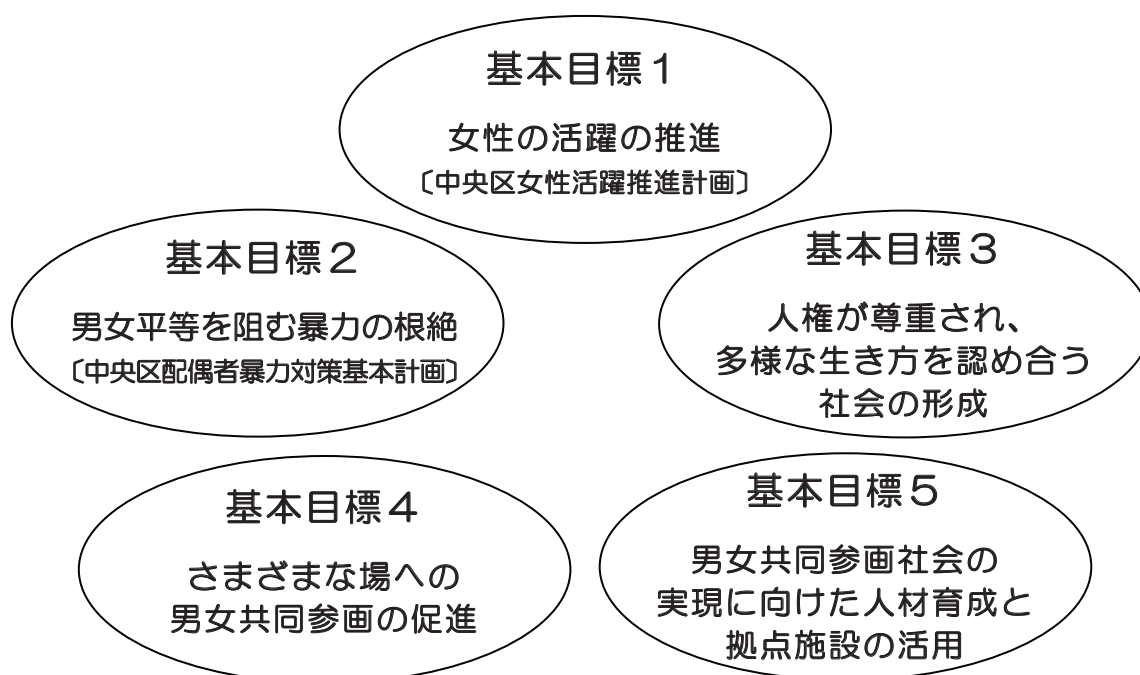 基本目標１
女性の活躍の推進
〔中央区女性活躍推進計画〕
基本目標２
男女平等を阻む暴力の根絶
〔中央区配偶者暴力対策基本計画〕
基本目標３
人権が尊重され、
多様な生き方を認め合う
社会の形成
基本目標４
さまざまな場への
男女共同参画の促進
基本目標５
男女共同参画社会の
実現に向けた人材育成と
拠点施設の活用